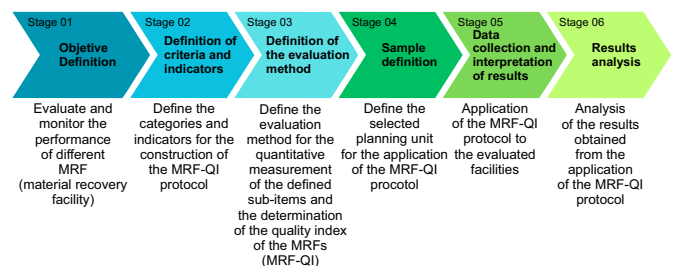 Stage 01
Objetive
Definition
Evaluate and
monitor the
performance
of different
MRF
(material recovery
facility)
Stage 02
Definition of
criteria and
indicators
Define the
categories and
indicators for the
construction of
the MRF-QI
protocol
Stage 03
Definition of
the evaluation
method
Define the
evaluation
method for the
quantitative
measurement
of the defined
sub-items and
the determination
of the quality index
of the MRFs
(MRF-QI)
Stage 04
Sample
definition
Define the
selected
planning unit
for the application
of the MRF-QI
procotol
Stage 05
Data
collection and
interpretation
of results
Application
of the MRF-QI
protocol to
the evaluated
facilities
Stage 06
Results
analysis
Analysis
of the results
obtained
from the
application
of the MRF-QI
protocol